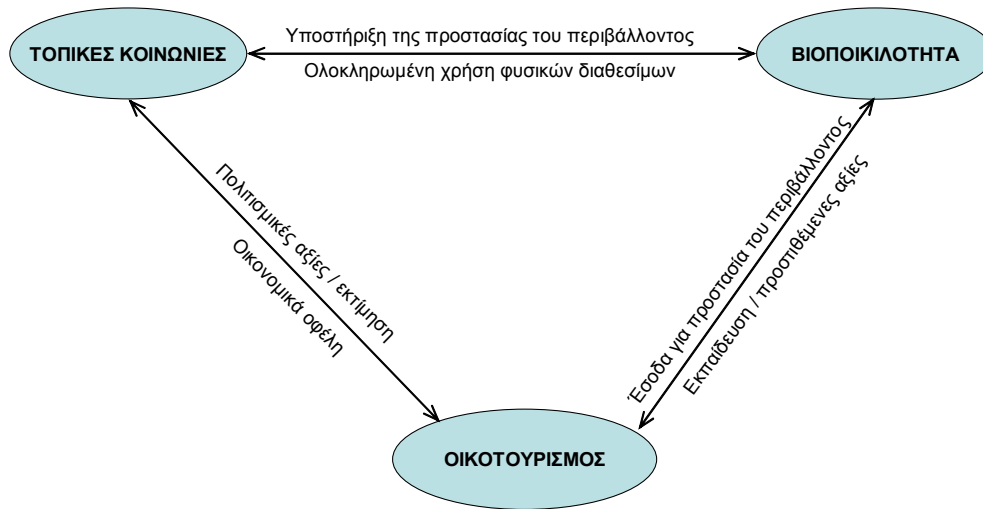 ΤΟΠΙΚΕΣ ΚΟΙΝΩΝΙΕΣ
Υποστήριξη της προστασίας του περιβάλλοντος
Ολοκληρωμένη χρήση φυσικών διαθεσίμων
ΒΙΟΠΟΙΚΙΛΟΤΗΤΑ
Πολιτισμικές αξίες / εκτίμηση
Οικονομικά οφέλη
Έσοδα για προστασία του περιβάλλοντος
Εκπαίδευση / προστιθέμενες αξίες
ΟΙΚΟΤΟΥΡΙΣΜΟΣ